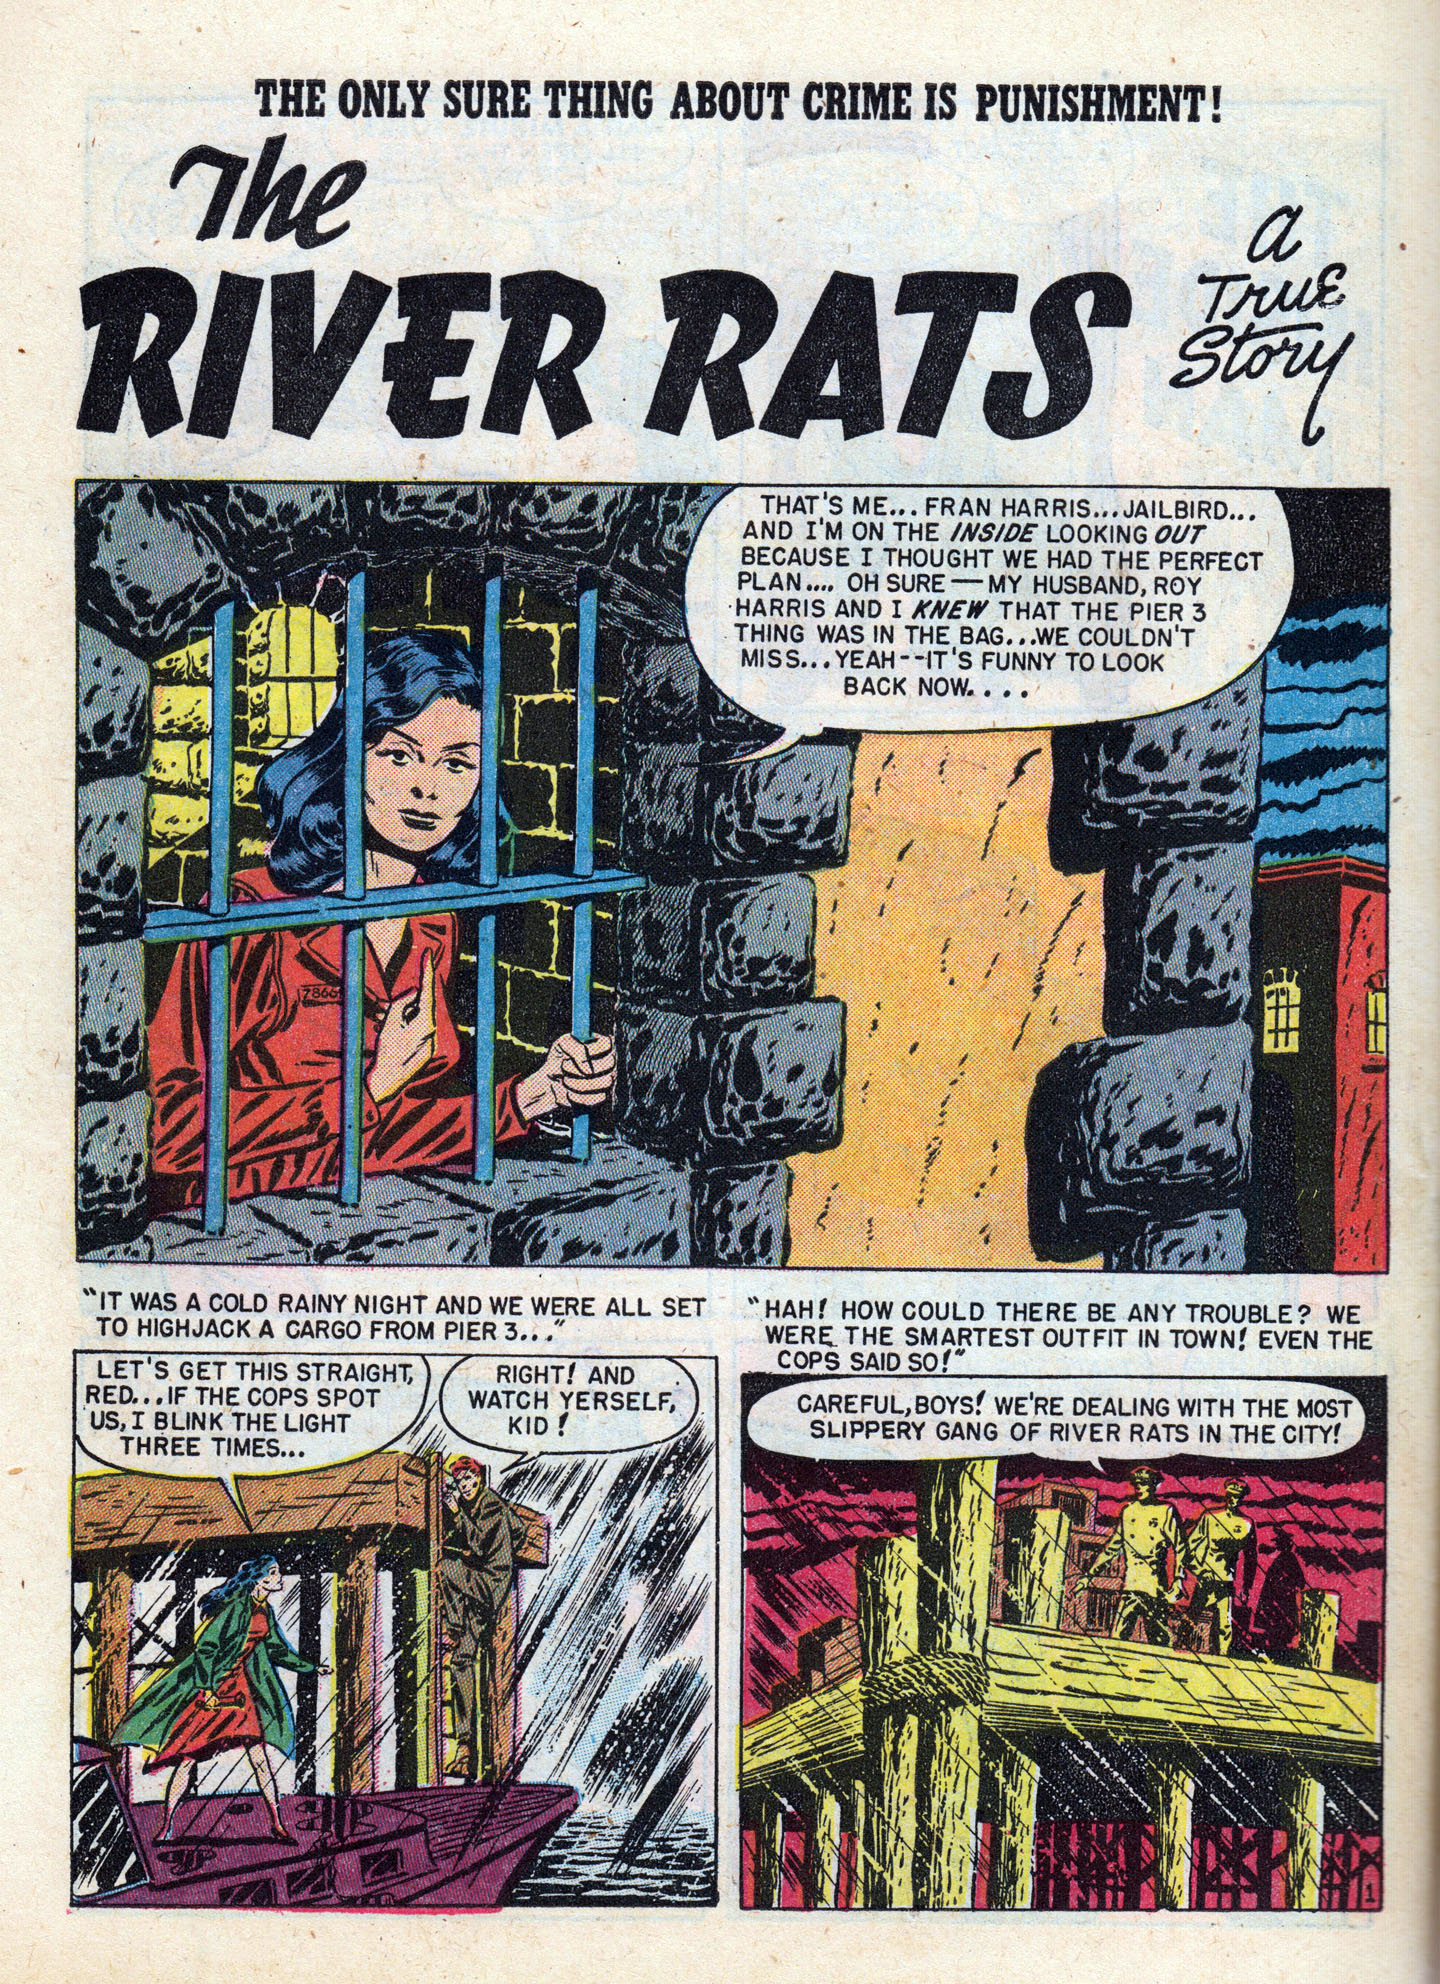 THE ONLY SURE THING ABOUT CRIME IS PUNISHMENT!
The
RIVER RATS
A
TRUE
STORY
THAT'S ME... FRAN HARRIS...JAILBIRD...
AND I'M ON THE INSIDE LOOKING OUT
BECAUSE I THOUGHT WE HAD THE PERFECT
PLAN.... OH SURE — MY HUSBAND, ROY
HARRIS AND I KNEW THAT THE PIER 3
THING WAS IN THE BAG...WE COULDN'T
MISS...YEAH--IT'S FUNNY TO LOOK
BACK NOW....
"IT WAS A COLD RAINY NIGHT AND WE WERE ALL SET
TO HIGHJACK A CARGO FROM PIER 3..."
LET'S GET THIS STRAIGHT,
RED...IF THE COPS SPOT
US, I BLINK THE LIGHT
THREE TIMES...
RIGHT! AND
WATCH YERSELF,
KID!
"HAH! HOW COULD THERE BE ANY TROUBLE? WE
WERE THE SMARTEST OUTFIT IN TOWN! EVEN THE
COPS SAID SO!"
CAREFUL, BOYS! WE'RE DEALING WITH THE MOST
SLIPPERY GANG OF RIVER RATS IN THE CITY!
1